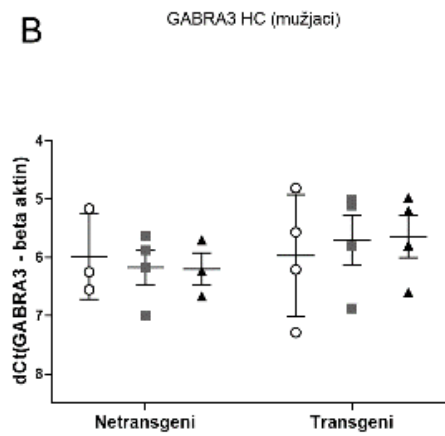 B
GABRA3 HC (mužjaci)
dCt(GABRA3 - beta aktin)
4
5
6
7
8
Netransgeni Transgeni